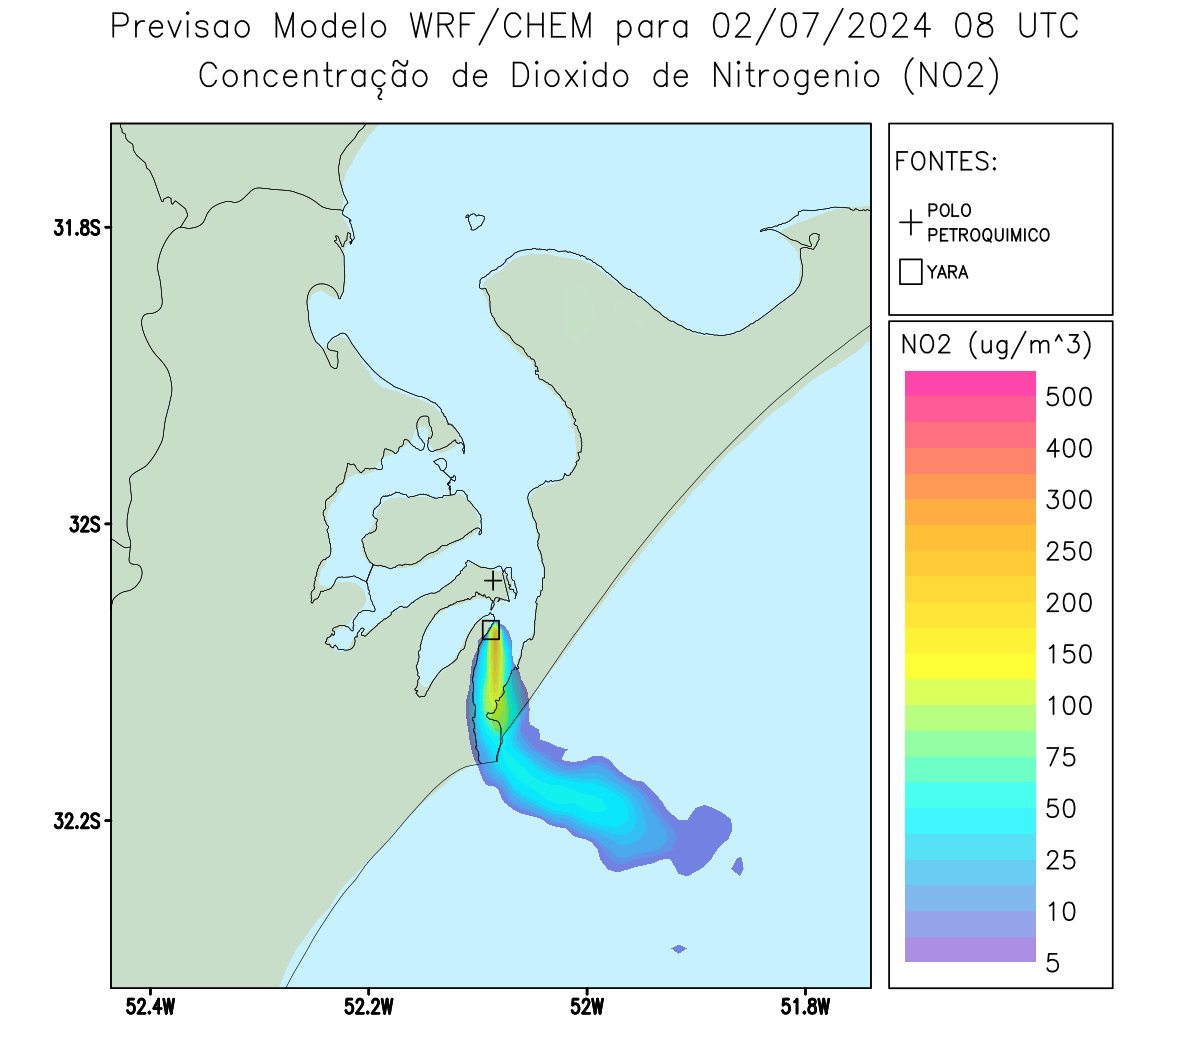 Previsao Modelo WRF/CHEM para 02/07/2024 08 UTC
Concentração de Dioxido de Nitrogenio (NO2)
FONTES:
POLO
PETROQUIMICO
YARA
31.8S
32S
32.2S
52.4W
52.2W
52W
51.8W
NO2 (ug/m^3)
500
400
300
250
200
150
100
75
50
25
10
5